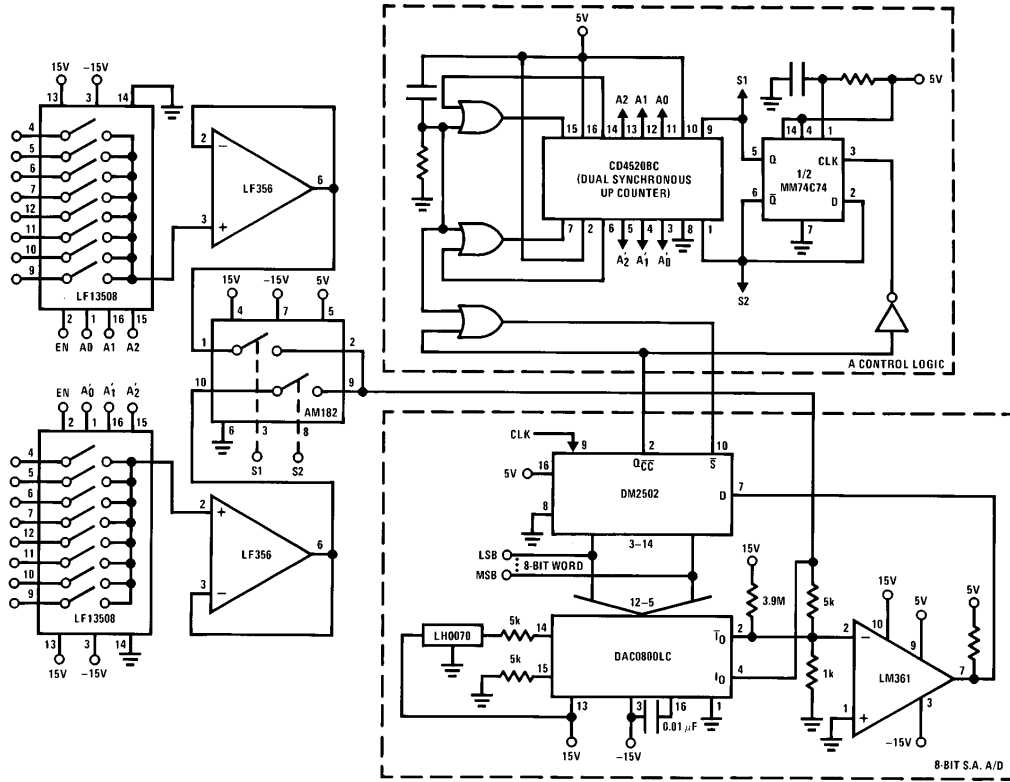 15V -15V
13 3 14
4
5
6
7
12
11
10
9
LF13508
2 1 16 15
EN A0 A1 A2
2 -
LF356
6
3 +
15V -15V 5V
4 7 5
1 2
10 9
AM182
6 3 8
S1 S2
EN A'0 A'1 A'2
2 1 16 15
4
5
6
7
12
11
10
9
LF13508
13 3 14
15V -15V
2 +
LF356
6
3 -
5V
A2 A1 A0
15 16 14 13 12 11 10 9
CD4520BC
(DUAL SYNCHRONOUS
UP COUNTER)
7 2 6 5 4 3 8 1
A'2 A'1 A'0
S1
5V
14 4 1
5 Q CLK 3
1/2
MM74C74
6 Q̅ D 2
7
S2
A CONTROL LOGIC
CLK
9 2 10
5V 16 Q̅C̅C̅ S̅
DM2502
D 7
8
3-14
LSB
8-BIT WORD
MSB
12-5
15V
3.9M
5k
LH0070
5k 14
I̅0 2
DAC0800LC
5k 15
I0 4
13 3 16 1
0.01 µF
15V -15V
1k
15V
5V
5V
10
9
2 -
LM361
7
1 +
3
-15V
8-BIT S.A. A/D